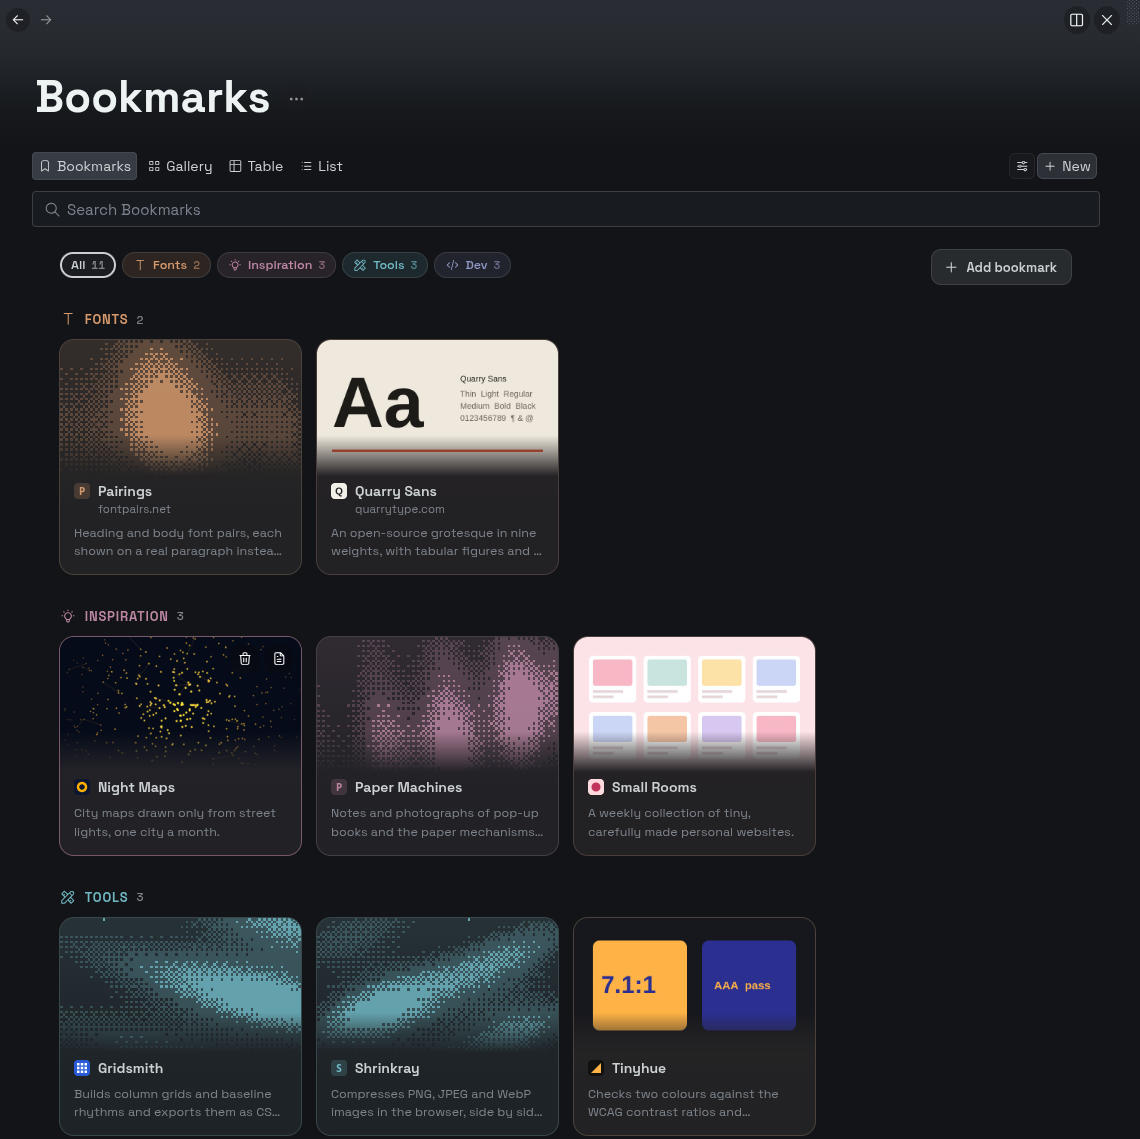 Bookmarks
Bookmarks Gallery Table List New
Search Bookmarks
All 11 Fonts 2 Inspiration 3 Tools 3 Dev 3 Add bookmark
FONTS 2
Aa
Quarry Sans
Thin Light Regular
Medium Bold Black
0123456789 ¶ & @
P Pairings
fontpairs.net
Heading and body font pairs, each
shown on a real paragraph instea…
Q Quarry Sans
quarrytype.com
An open-source grotesque in nine
weights, with tabular figures and …
INSPIRATION 3
Night Maps
City maps drawn only from street
lights, one city a month.
P Paper Machines
Notes and photographs of pop-up
books and the paper mechanisms…
Small Rooms
A weekly collection of tiny,
carefully made personal websites.
TOOLS 3
7.1:1
AAA pass
Gridsmith
Builds column grids and baseline
rhythms and exports them as CS…
S Shrinkray
Compresses PNG, JPEG and WebP
images in the browser, side by sid…
Tinyhue
Checks two colours against the
WCAG contrast ratios and…